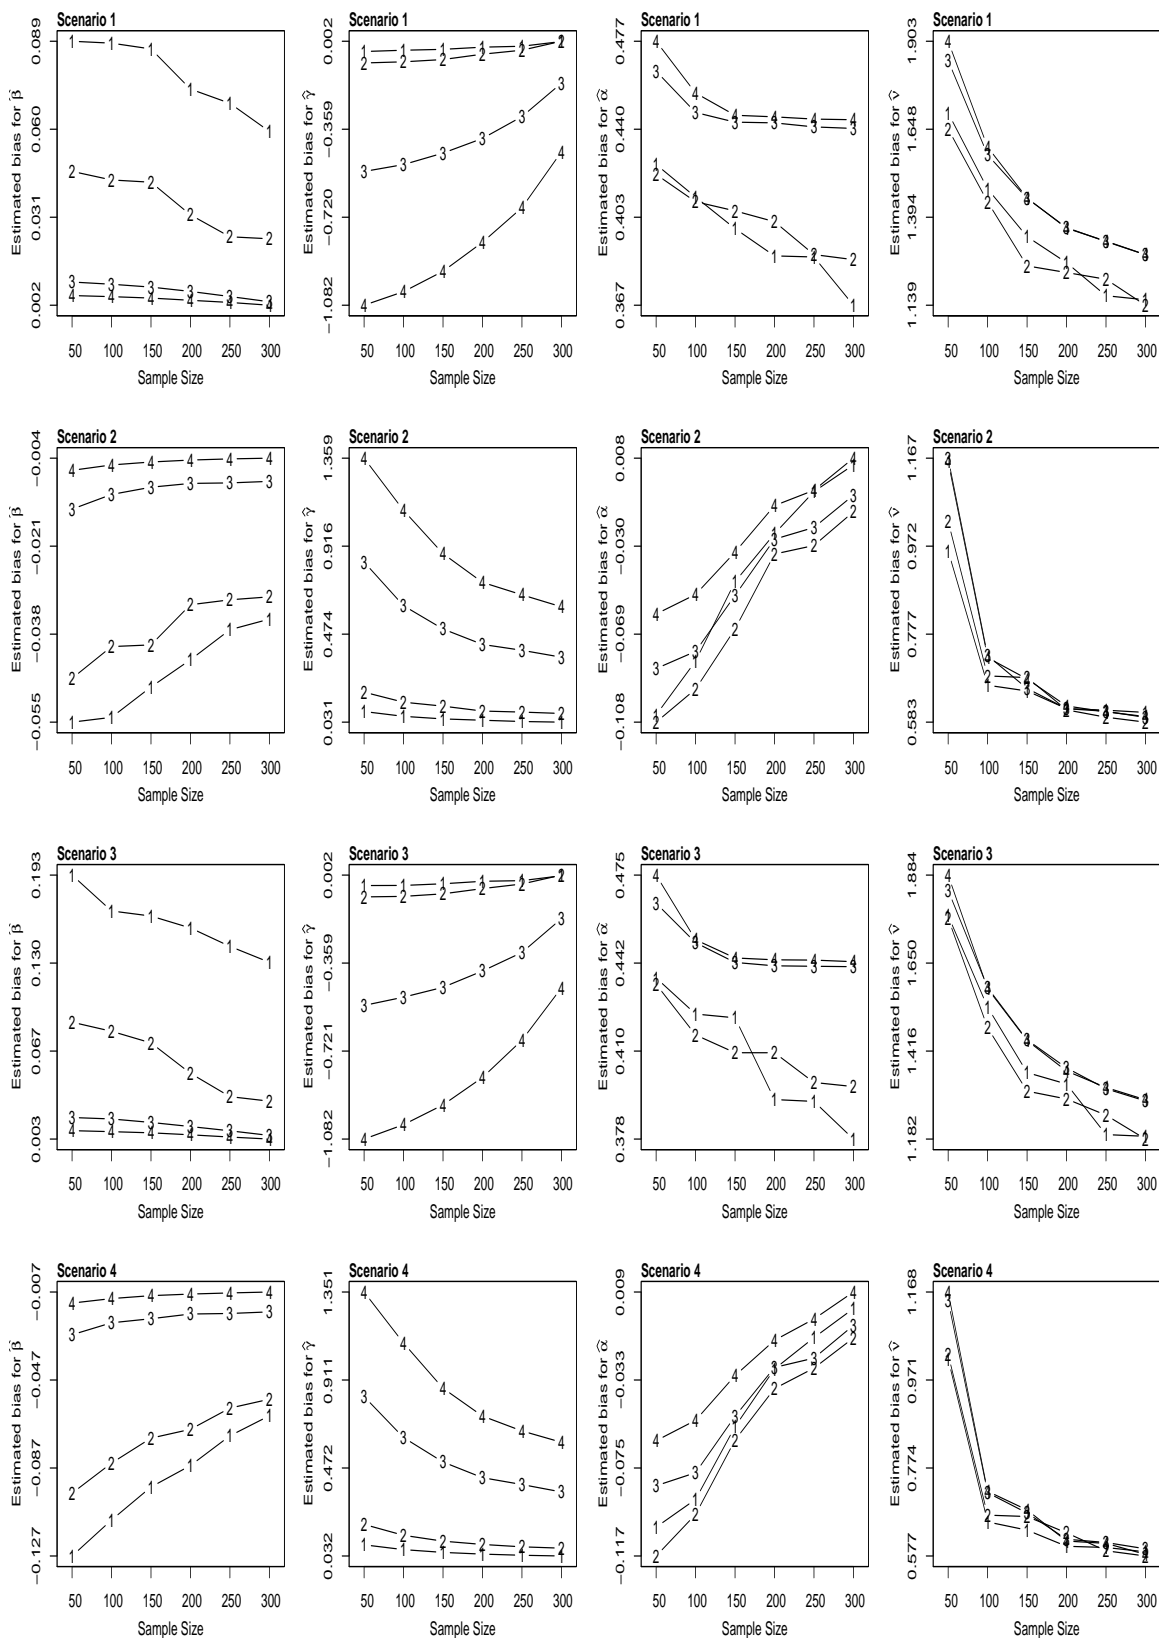 Scenario 1
Estimated bias for β̂
0.089
0.060
0.031
0.002
50 100 150 200 250 300
Sample Size
Scenario 1
Estimated bias for γ̂
0.002
−0.359
−0.720
−1.082
50 100 150 200 250 300
Sample Size
Scenario 1
Estimated bias for α̂
0.477
0.440
0.403
0.367
50 100 150 200 250 300
Sample Size
Scenario 1
Estimated bias for ν̂
1.903
1.648
1.394
1.139
50 100 150 200 250 300
Sample Size
Scenario 2
Estimated bias for β̂
−0.004
−0.021
−0.038
−0.055
50 100 150 200 250 300
Sample Size
Scenario 2
Estimated bias for γ̂
1.359
0.916
0.474
0.031
50 100 150 200 250 300
Sample Size
Scenario 2
Estimated bias for α̂
0.008
−0.030
−0.069
−0.108
50 100 150 200 250 300
Sample Size
Scenario 2
Estimated bias for ν̂
1.167
0.972
0.777
0.583
50 100 150 200 250 300
Sample Size
Scenario 3
Estimated bias for β̂
0.193
0.130
0.067
0.003
50 100 150 200 250 300
Sample Size
Scenario 3
Estimated bias for γ̂
0.002
−0.359
−0.721
−1.082
50 100 150 200 250 300
Sample Size
Scenario 3
Estimated bias for α̂
0.475
0.442
0.410
0.378
50 100 150 200 250 300
Sample Size
Scenario 3
Estimated bias for ν̂
1.884
1.650
1.416
1.182
50 100 150 200 250 300
Sample Size
Scenario 4
Estimated bias for β̂
−0.007
−0.047
−0.087
−0.127
50 100 150 200 250 300
Sample Size
Scenario 4
Estimated bias for γ̂
1.351
0.911
0.472
0.032
50 100 150 200 250 300
Sample Size
Scenario 4
Estimated bias for α̂
0.009
−0.033
−0.075
−0.117
50 100 150 200 250 300
Sample Size
Scenario 4
Estimated bias for ν̂
1.168
0.971
0.774
0.577
50 100 150 200 250 300
Sample Size